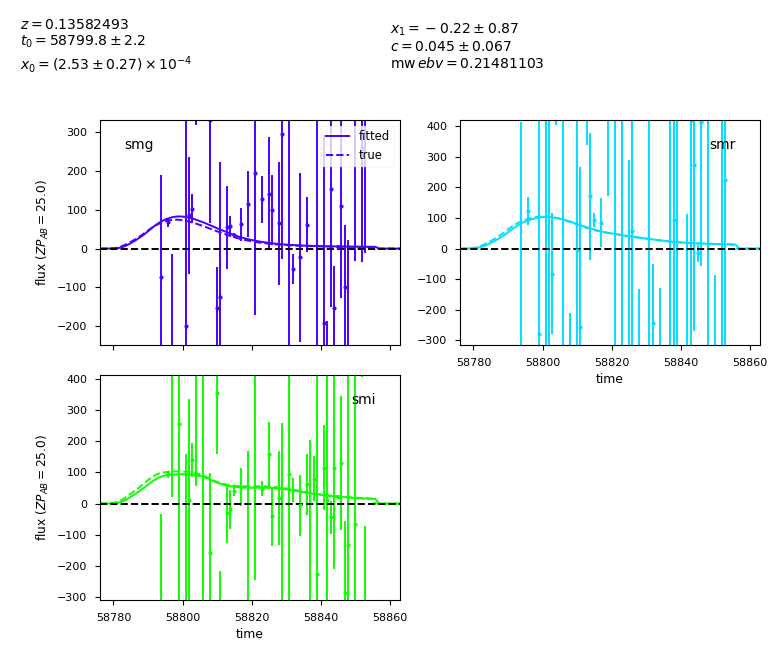 z = 0.13582493
t₀ = 58799.8 ± 2.2
x₀ = (2.53 ± 0.27) × 10⁻⁴
x₁ = −0.22 ± 0.87
c = 0.045 ± 0.067
mw ebv = 0.21481103
smg
fitted
true
300
200
100
0
−100
−200
flux (ZP_AB = 25.0)
smr
400
300
200
100
0
−100
−200
−300
58780 58800 58820 58840 58860
time
smi
400
300
200
100
0
−100
−200
−300
flux (ZP_AB = 25.0)
58780 58800 58820 58840 58860
time